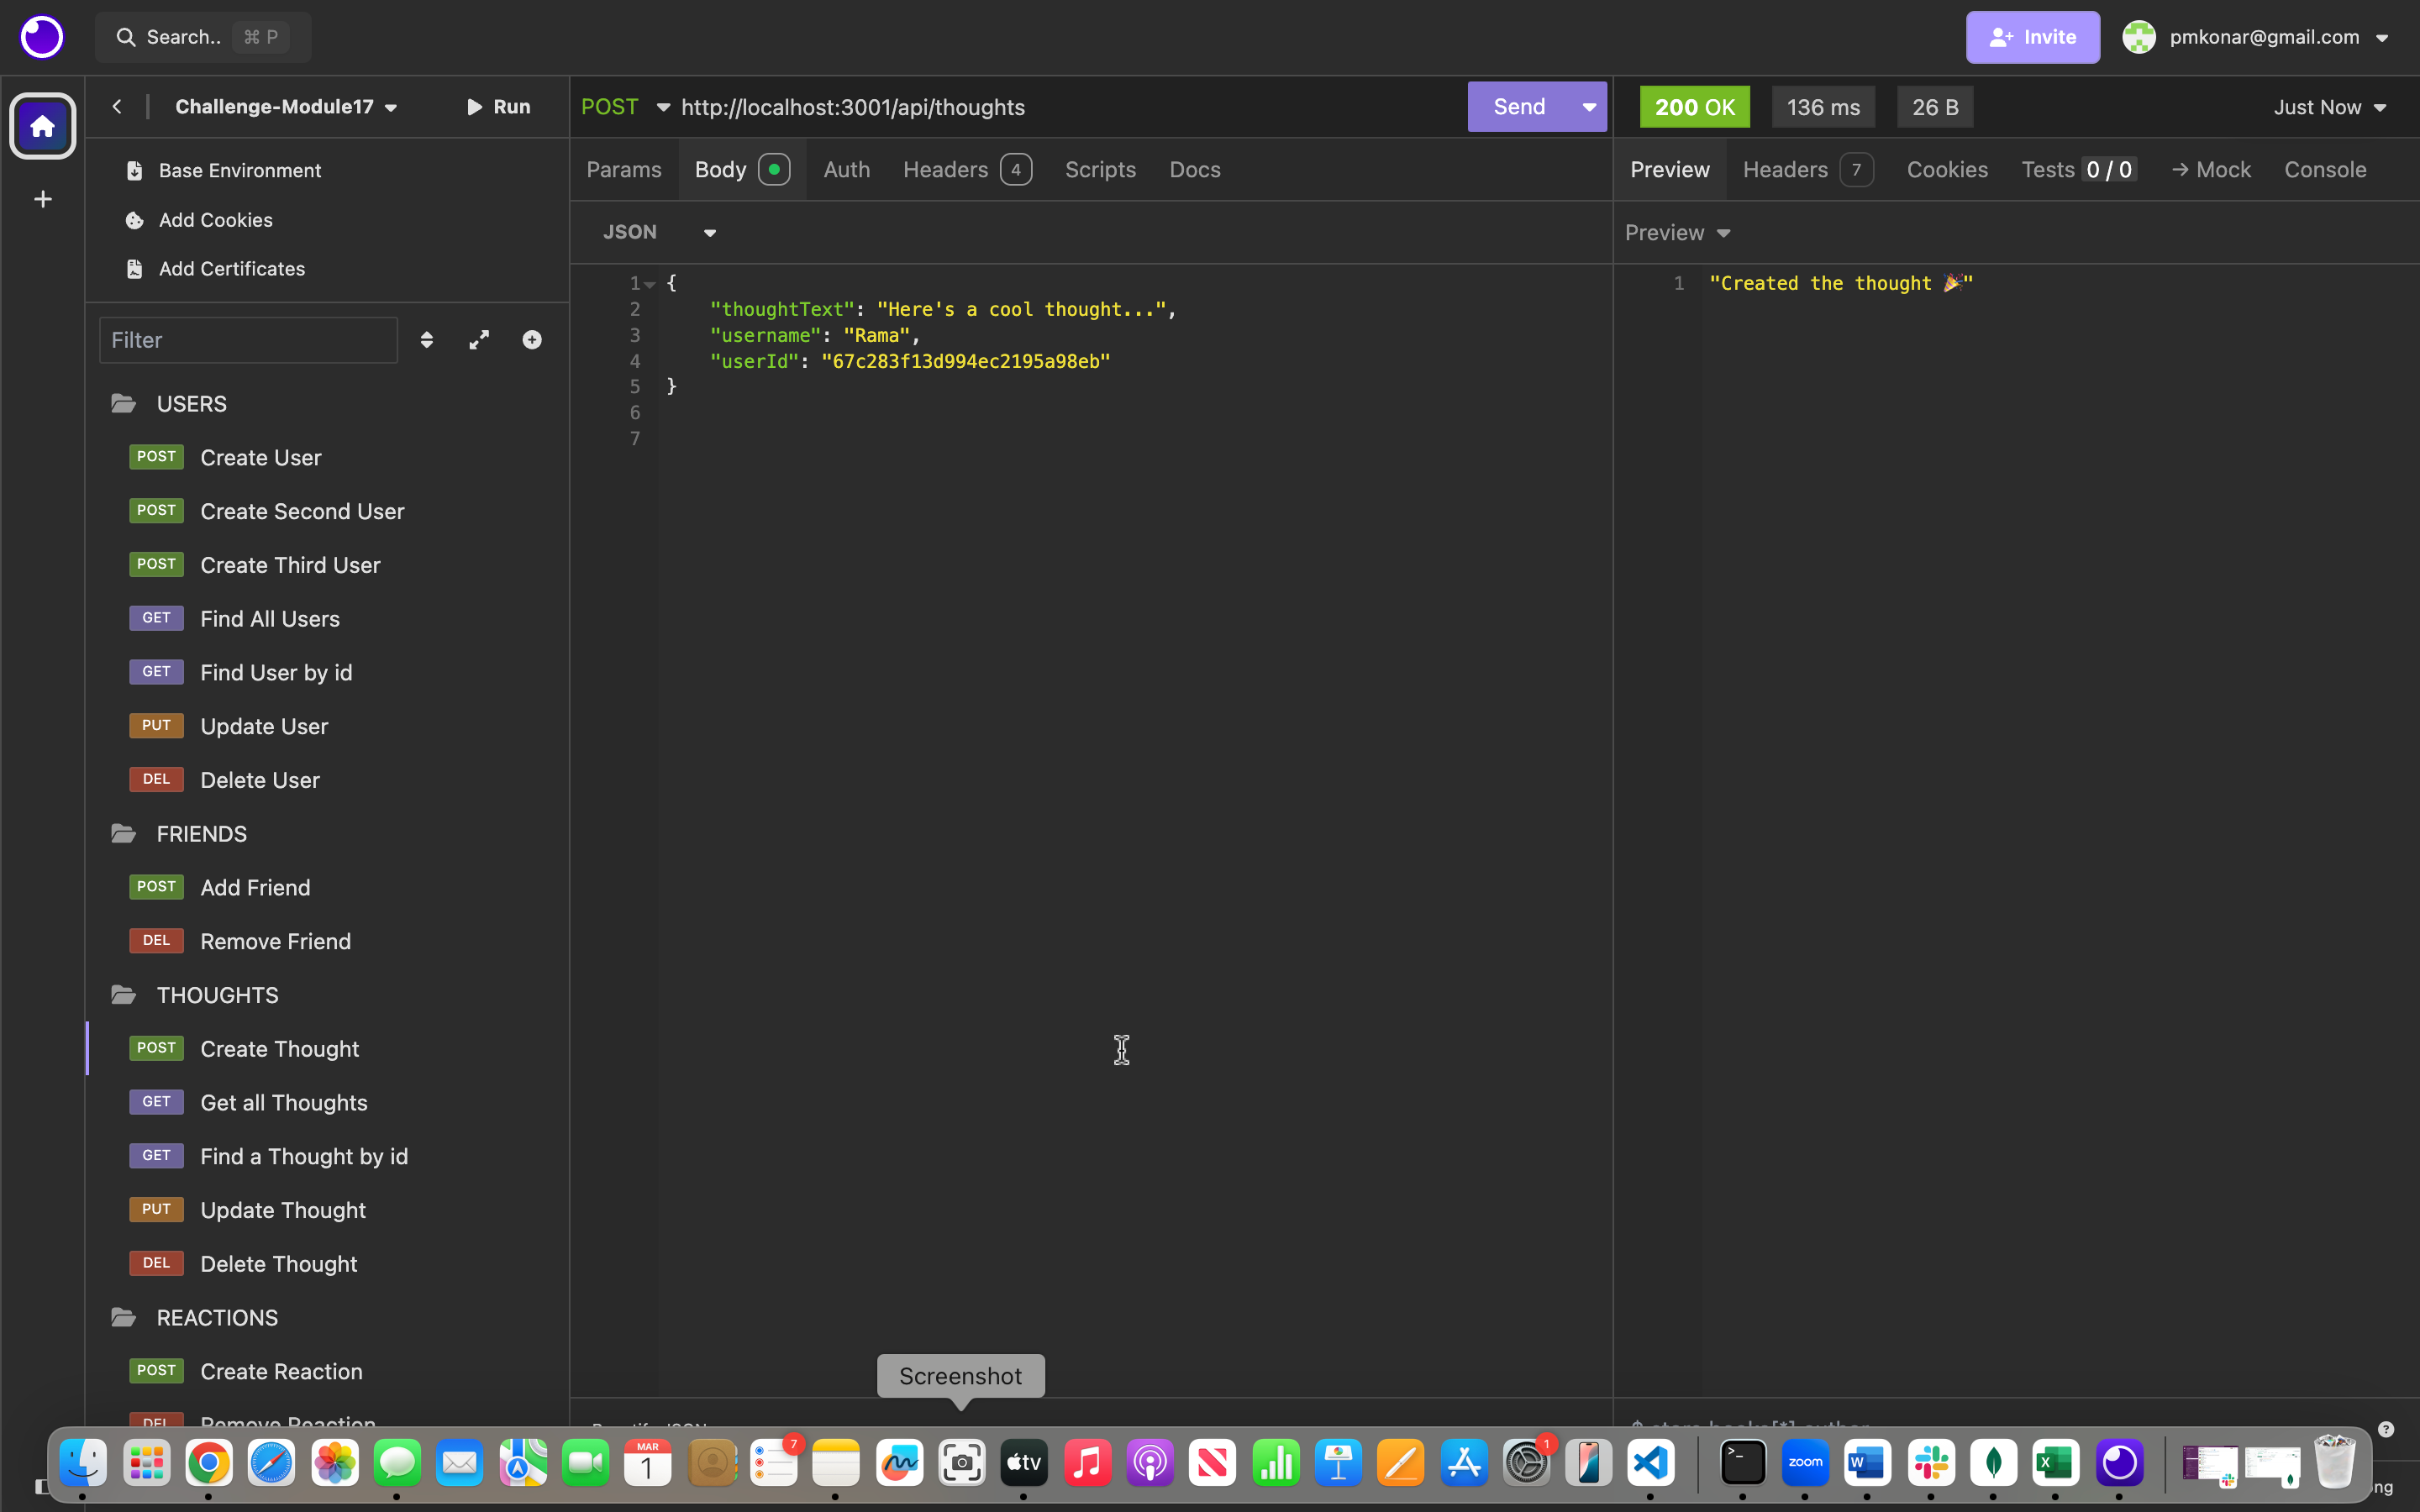 Search.. ⌘ P
Invite
pmkonar@gmail.com
Challenge-Module17
Run
Base Environment
Add Cookies
Add Certificates
Filter
USERS
POST Create User
POST Create Second User
POST Create Third User
GET Find All Users
GET Find User by id
PUT Update User
DEL Delete User
FRIENDS
POST Add Friend
DEL Remove Friend
THOUGHTS
POST Create Thought
GET Get all Thoughts
GET Find a Thought by id
PUT Update Thought
DEL Delete Thought
REACTIONS
POST Create Reaction
DEL Remove Reaction
POST http://localhost:3001/api/thoughts
Send
Params Body Auth Headers 4 Scripts Docs
JSON
1 {
2 "thoughtText": "Here's a cool thought...",
3 "username": "Rama",
4 "userId": "67c283f13d994ec2195a98eb"
5 }
6
7
200 OK 136 ms 26 B
Just Now
Preview Headers 7 Cookies Tests 0 / 0 → Mock Console
Preview
1 "Created the thought 🎉"
Screenshot
MAR
1
7
tv
1
>_
zoom
W
X
?